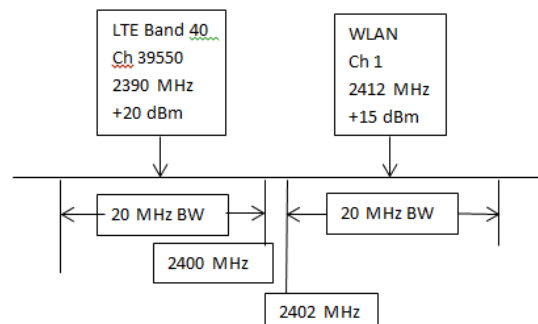 LTE Band 40
Ch 39550
2390 MHz
+20 dBm
WLAN
Ch 1
2412 MHz
+15 dBm
20 MHz BW
20 MHz BW
2400 MHz
2402 MHz